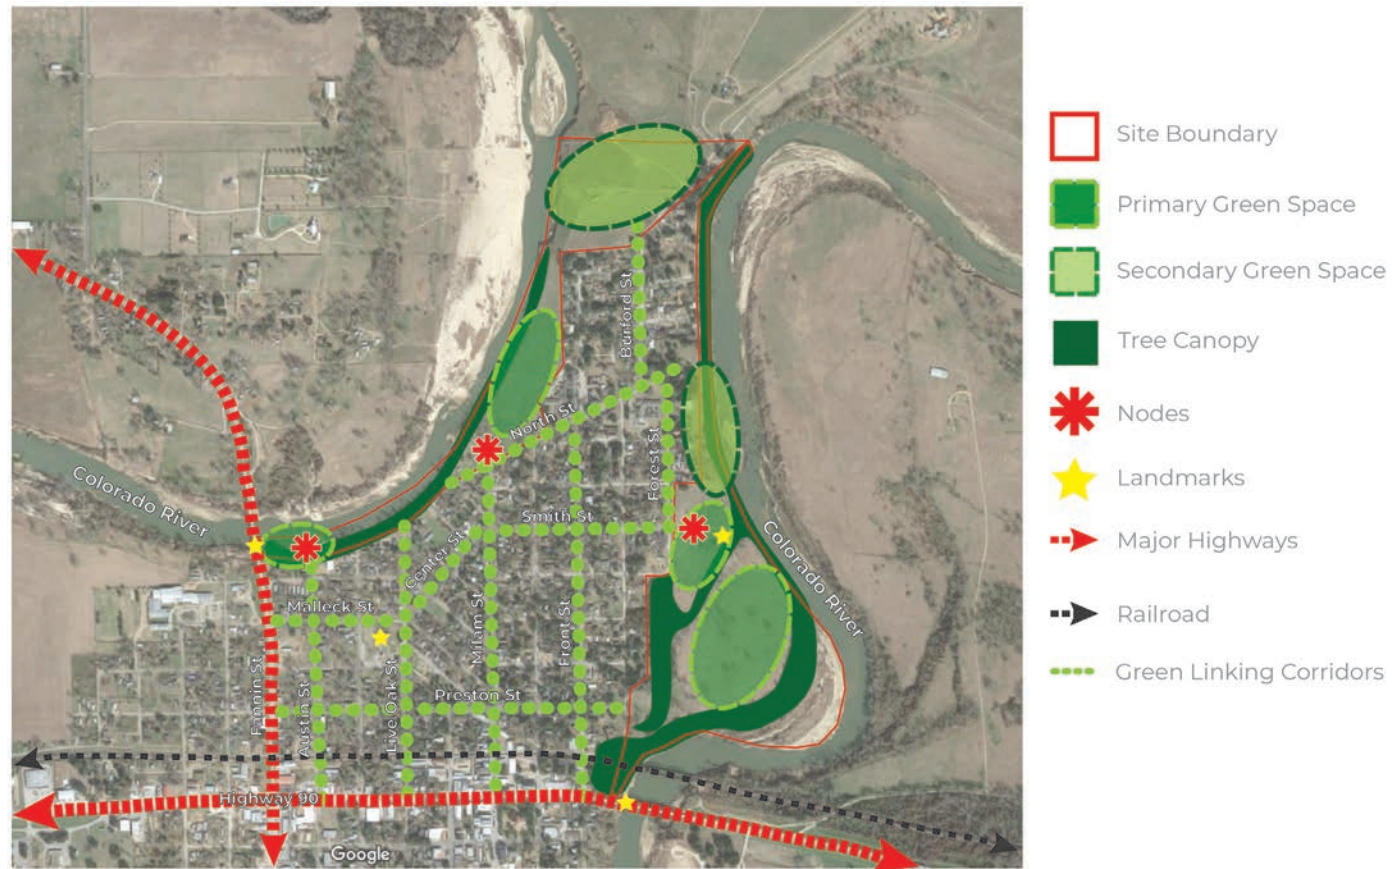 Site Boundary
Primary Green Space
Secondary Green Space
Tree Canopy
Nodes
Landmarks
Major Highways
Railroad
Green Linking Corridors
Burford St
North St
Forest St
Colorado River
Smith St
Colorado River
Center St
Malleck St
Milam St
Front St
Fannin St
Austin St
Live Oak St
Preston St
Highway 90
Google